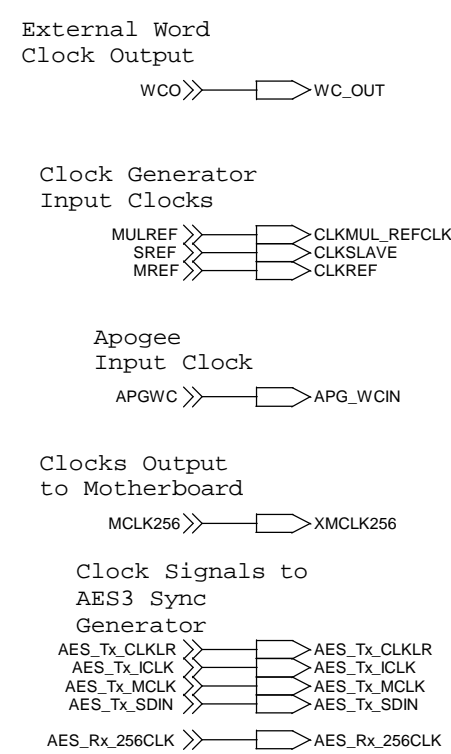 External Word
Clock Output
WCO WC_OUT
Clock Generator
Input Clocks
MULREF CLKMUL_REFCLK
SREF CLKSLAVE
MREF CLKREF
Apogee
Input Clock
APGWC APG_WCIN
Clocks Output
to Motherboard
MCLK256 XMCLK256
Clock Signals to
AES3 Sync
Generator
AES_Tx_CLKLR AES_Tx_CLKLR
AES_Tx_ICLK AES_Tx_ICLK
AES_Tx_MCLK AES_Tx_MCLK
AES_Tx_SDIN AES_Tx_SDIN
AES_Rx_256CLK AES_Rx_256CLK